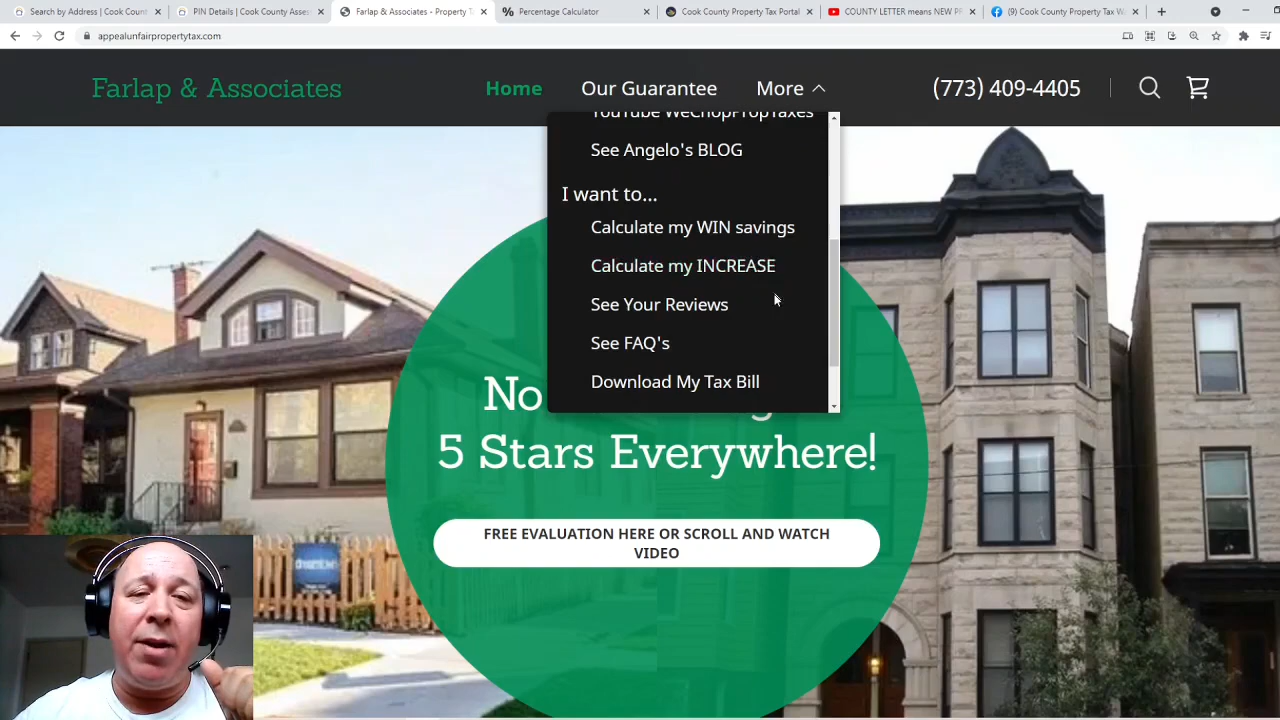 Search by Address | Cook Count
PIN Details | Cook County Asses
Farlap & Associates - Property T
Percentage Calculator
Cook County Property Tax Portal
COUNTY LETTER means NEW PR
(9) Cook County Property Tax W
appealunfairpropertytax.com
Farlap & Associates
Home
Our Guarantee
More
(773) 409-4405
YouTube WeChopPropTaxes
See Angelo's BLOG
I want to...
Calculate my WIN savings
Calculate my INCREASE
See Your Reviews
See FAQ's
Download My Tax Bill
No
5 Stars Everywhere!
FREE EVALUATION HERE OR SCROLL AND WATCH
VIDEO